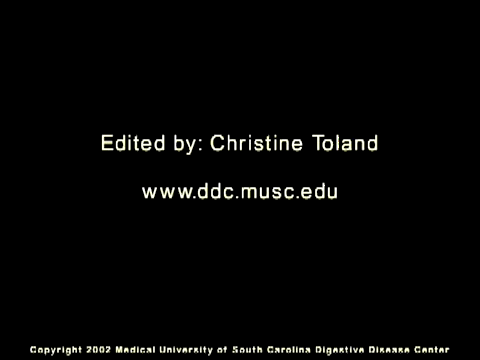 Edited by: Christine Toland
www.ddc.musc.edu
Copyright 2002 Medical University of South Carolina Digestive Disease Center